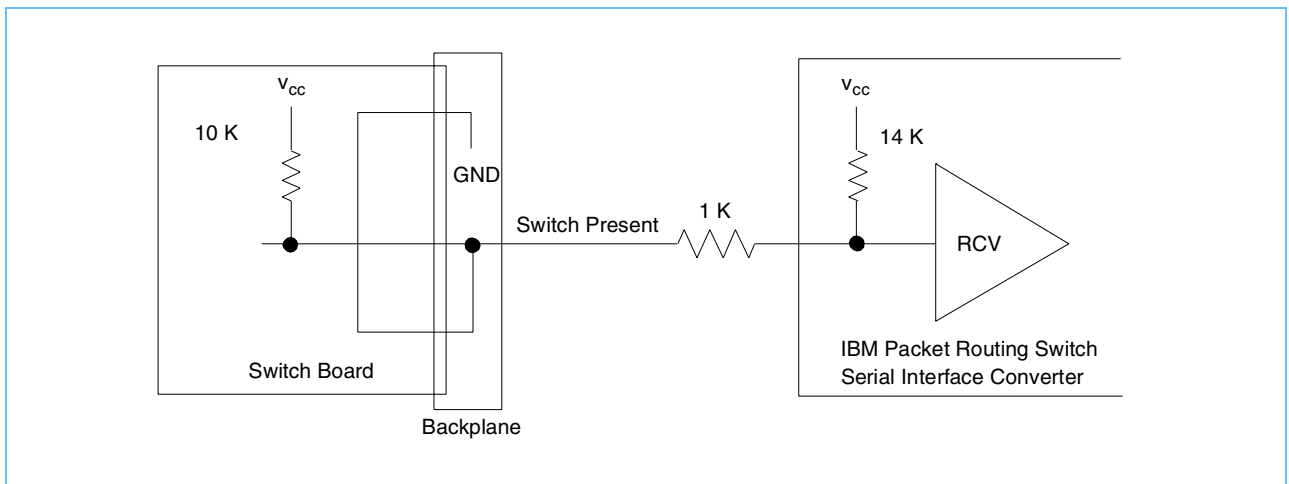 Vcc
10 K
GND
Switch Present
1 K
Switch Board
Backplane
Vcc
14 K
RCV
IBM Packet Routing Switch
Serial Interface Converter